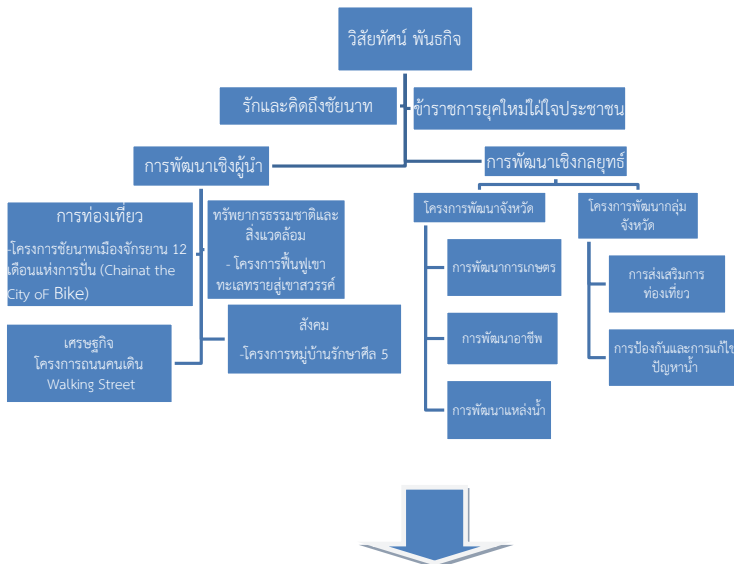 วิสัยทัศน์ พันธกิจ
รักและคิดถึงชัยนาท
ข้าราชการยุคใหม่ใฝ่ใจประชาชน
การพัฒนาเชิงผู้นำ
การพัฒนาเชิงกลยุทธ์
การท่องเที่ยว
-โครงการชัยนาทเมืองจักรยาน 12
เดือนแห่งการปั่น (Chainat the
City oF Bike)
ทรัพยากรธรรมชาติและ
สิ่งแวดล้อม
- โครงการฟื้นฟูเขา
ทะเลทรายสู่เขาสวรรค์
เศรษฐกิจ
โครงการถนนคนเดิน
Walking Street
สังคม
-โครงการหมู่บ้านรักษาศีล 5
โครงการพัฒนาจังหวัด
การพัฒนาการเกษตร
การพัฒนาอาชีพ
การพัฒนาแหล่งน้ำ
โครงการพัฒนากลุ่ม
จังหวัด
การส่งเสริมการ
ท่องเที่ยว
การป้องกันและการแก้ไข
ปัญหาน้ำ